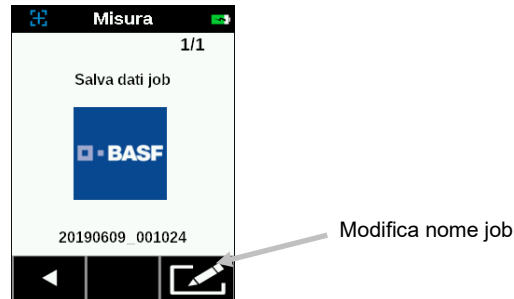 Misura
1/1
Salva dati job
BASF
20190609_001024
Modifica nome job